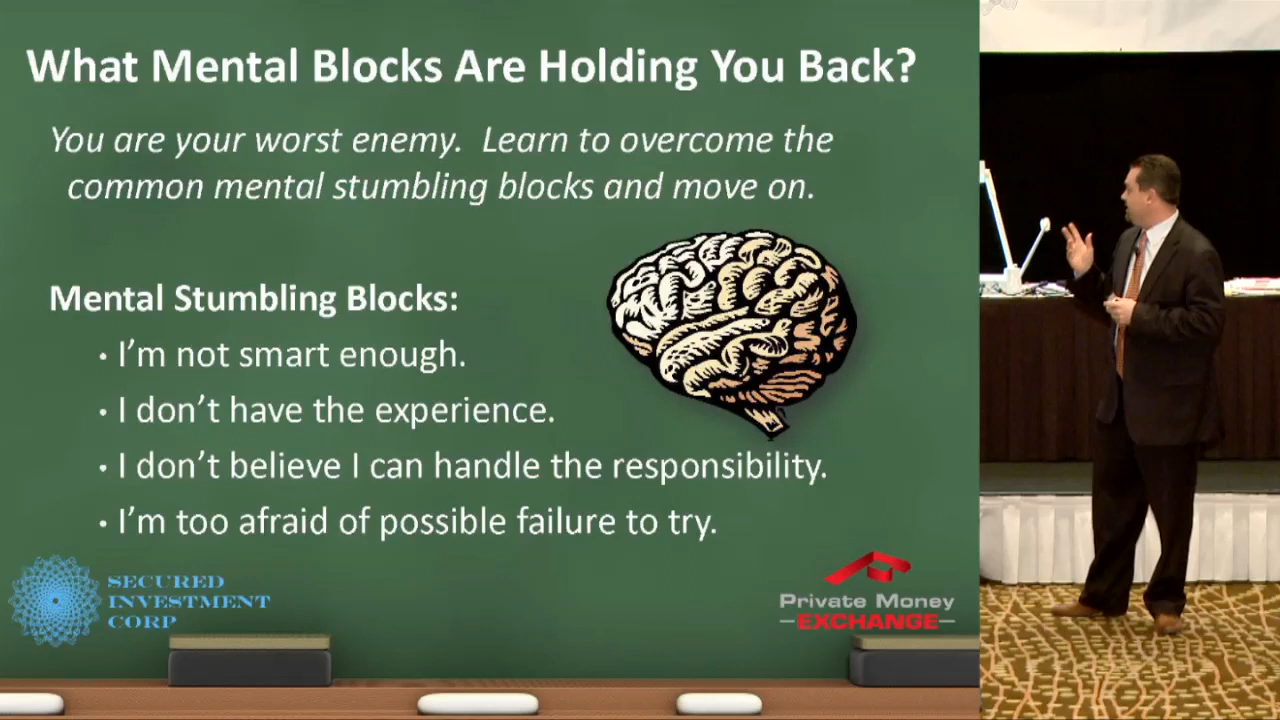 What Mental Blocks Are Holding You Back?
You are your worst enemy. Learn to overcome the
common mental stumbling blocks and move on.
Mental Stumbling Blocks:
• I'm not smart enough.
• I don't have the experience.
• I don't believe I can handle the responsibility.
• I'm too afraid of possible failure to try.
SECURED
INVESTMENT
CORP
Private Money
EXCHANGE